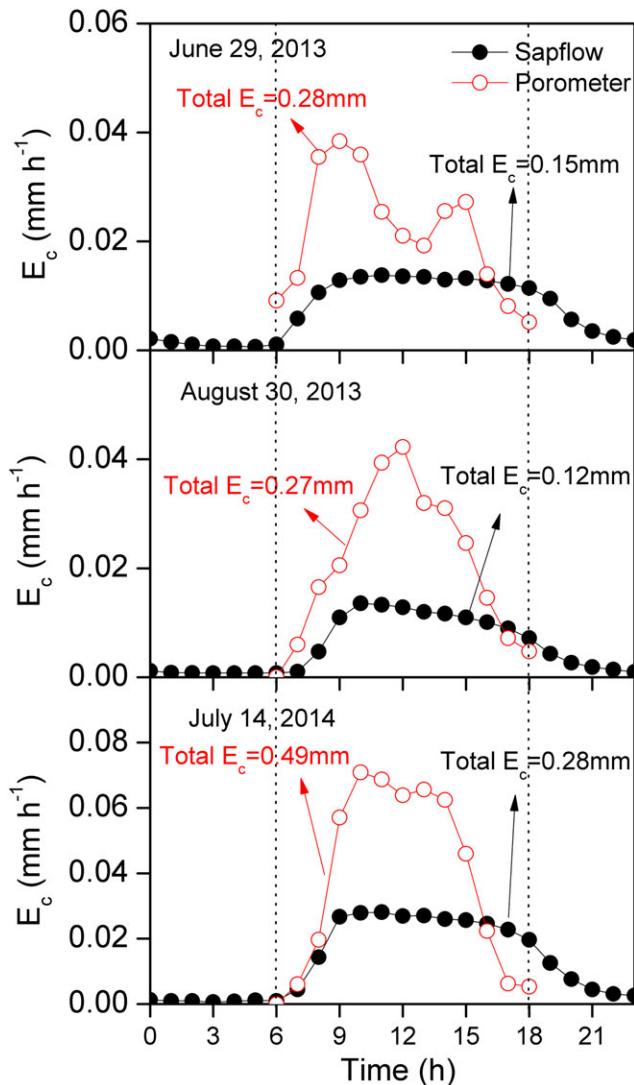 0.06
June 29, 2013
Sapflow
Porometer
Total E_c=0.28mm
0.04
Total E_c=0.15mm
E_c (mm h^-1)
0.02
0.00
August 30, 2013
0.04
Total E_c=0.27mm
Total E_c=0.12mm
E_c (mm h^-1)
0.02
0.00
July 14, 2014
0.08
Total E_c=0.49mm
Total E_c=0.28mm
0.06
E_c (mm h^-1)
0.04
0.02
0.00
0 3 6 9 12 15 18 21
Time (h)